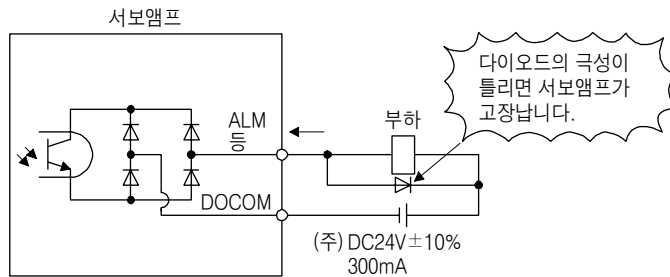 서보앰프
다이오드의 극성이
틀리면 서보앰프가
고장납니다.
ALM
등
부하
DOCOM
(주) DC24V±10%
300mA